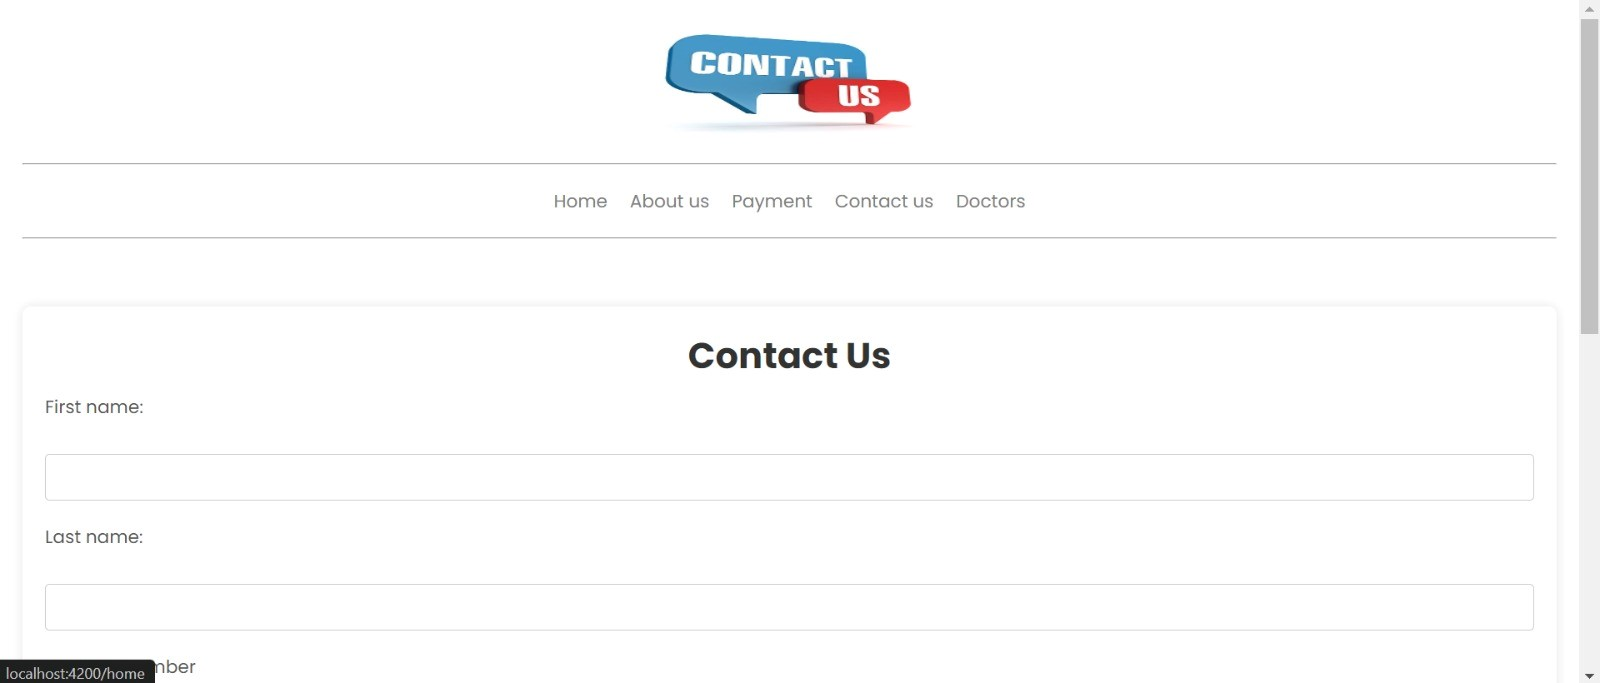 CONTACT
US
Home About us Payment Contact us Doctors
Contact Us
First name:
Last name:
localhost:4200/home